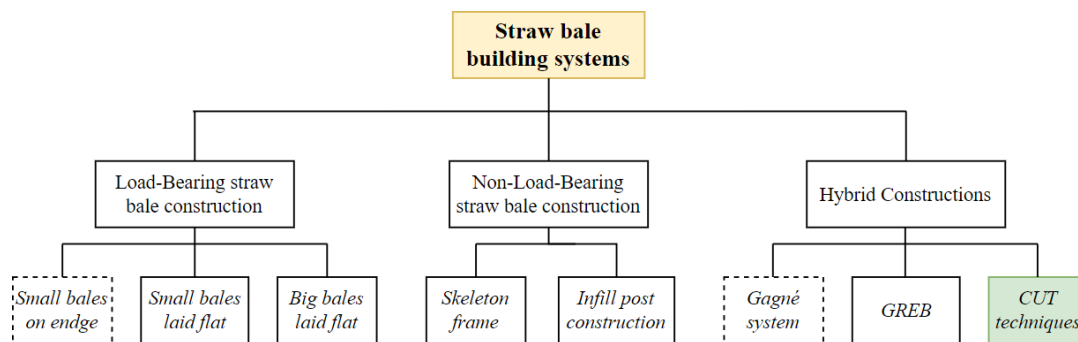 Straw bale
building systems
Load-Bearing straw
bale construction
Non-Load-Bearing
straw bale construction
Hybrid Constructions
Small bales
on endge
Small bales
laid flat
Big bales
laid flat
Skeleton
frame
Infill post
construction
Gagné
system
GREB
CUT
techniques